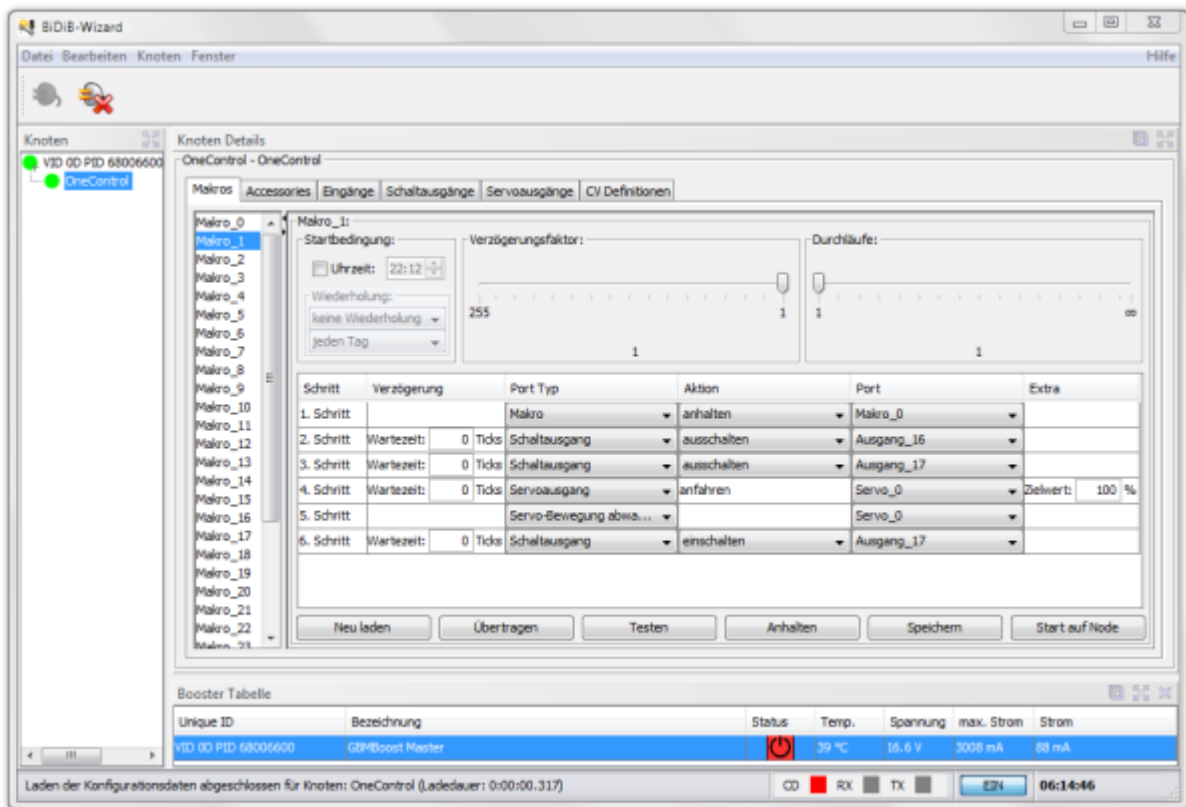 BiDiB-Wizard
Datei Bearbeiten Knoten Fenster Hilfe
Knoten
VID 0D PID 68006600
OneControl
Knoten Details
OneControl - OneControl
Makros Accessories Eingänge Schaltausgänge Servoausgänge CV Definitionen
Makro_0
Makro_1
Makro_2
Makro_3
Makro_4
Makro_5
Makro_6
Makro_7
Makro_8
Makro_9
Makro_10
Makro_11
Makro_12
Makro_13
Makro_14
Makro_15
Makro_16
Makro_17
Makro_18
Makro_19
Makro_20
Makro_21
Makro_22
Makro_23
Makro_1:
Startbedingung:
Uhrzeit: 22:12
Wiederholung:
keine Wiederholung
jeden Tag
Verzögerungsfaktor:
255 1
1
Durchläufe:
1 ∞
1
Schritt Verzögerung Port Typ Aktion Port Extra
1. Schritt Makro anhalten Makro_0
2. Schritt Wartezeit: 0 Ticks Schaltausgang ausschalten Ausgang_16
3. Schritt Wartezeit: 0 Ticks Schaltausgang ausschalten Ausgang_17
4. Schritt Wartezeit: 0 Ticks Servoausgang anfahren Servo_0 Zielwert: 100 %
5. Schritt Servo-Bewegung abwa... Servo_0
6. Schritt Wartezeit: 0 Ticks Schaltausgang einschalten Ausgang_17
Neu laden Übertragen Testen Anhalten Speichern Start auf Node
Booster Tabelle
Unique ID Bezeichnung Status Temp. Spannung max. Strom Strom
VID 0D PID 68006600 GBMBoost Master 39 °C 16.6 V 3008 mA 88 mA
Laden der Konfigurationsdaten abgeschlossen für Knoten: OneControl (Ladedauer: 0:00:00.317) CD RX TX EIN 06:14:46